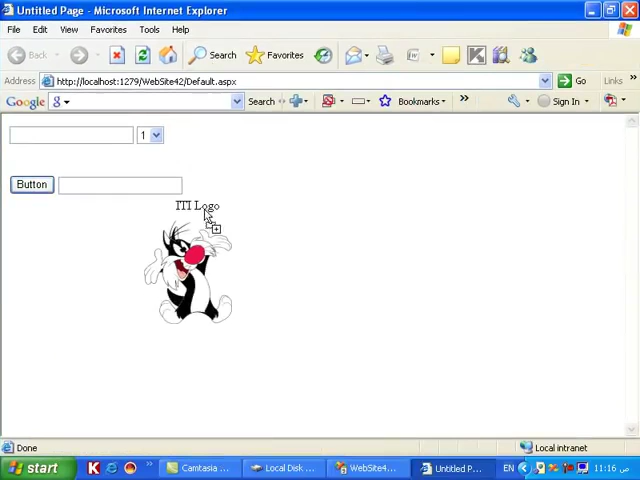 Untitled Page - Microsoft Internet Explorer
File Edit View Favorites Tools Help
Back Search Favorites
Address http://localhost:1279/WebSite42/Default.aspx Go
Google Search Bookmarks Sign In
1
Button
ITI Logo
Done Local intranet
start Camtasia ... Local Disk ... WebSite4... Untitled P... EN 11:16 ص